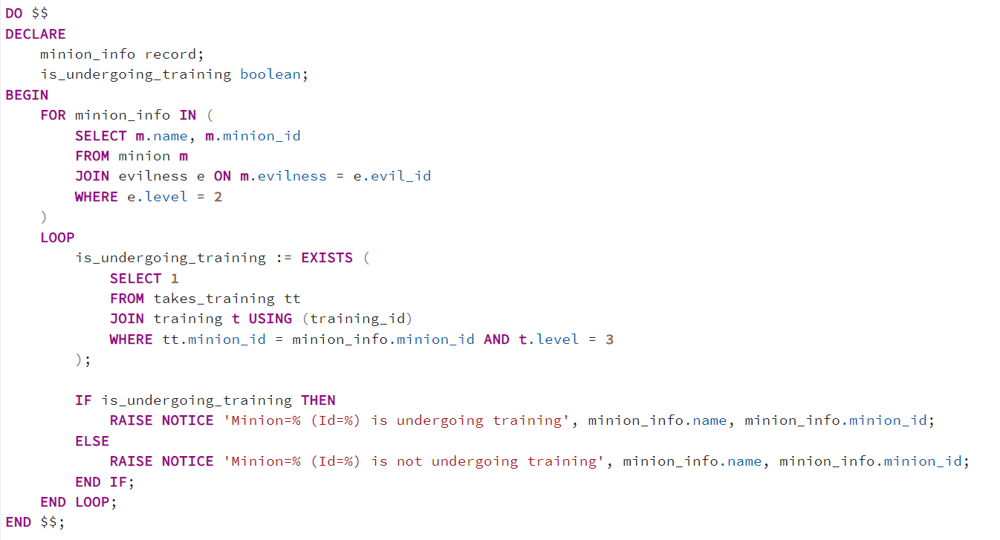 DO $$
DECLARE
    minion_info record;
    is_undergoing_training boolean;
BEGIN
    FOR minion_info IN (
        SELECT m.name, m.minion_id
        FROM minion m
        JOIN evilness e ON m.evilness = e.evil_id
        WHERE e.level = 2
    )
    LOOP
        is_undergoing_training := EXISTS (
            SELECT 1
            FROM takes_training tt
            JOIN training t USING (training_id)
            WHERE tt.minion_id = minion_info.minion_id AND t.level = 3
        );

        IF is_undergoing_training THEN
            RAISE NOTICE 'Minion=% (Id=%) is undergoing training', minion_info.name, minion_info.minion_id;
        ELSE
            RAISE NOTICE 'Minion=% (Id=%) is not undergoing training', minion_info.name, minion_info.minion_id;
        END IF;
    END LOOP;
END $$;